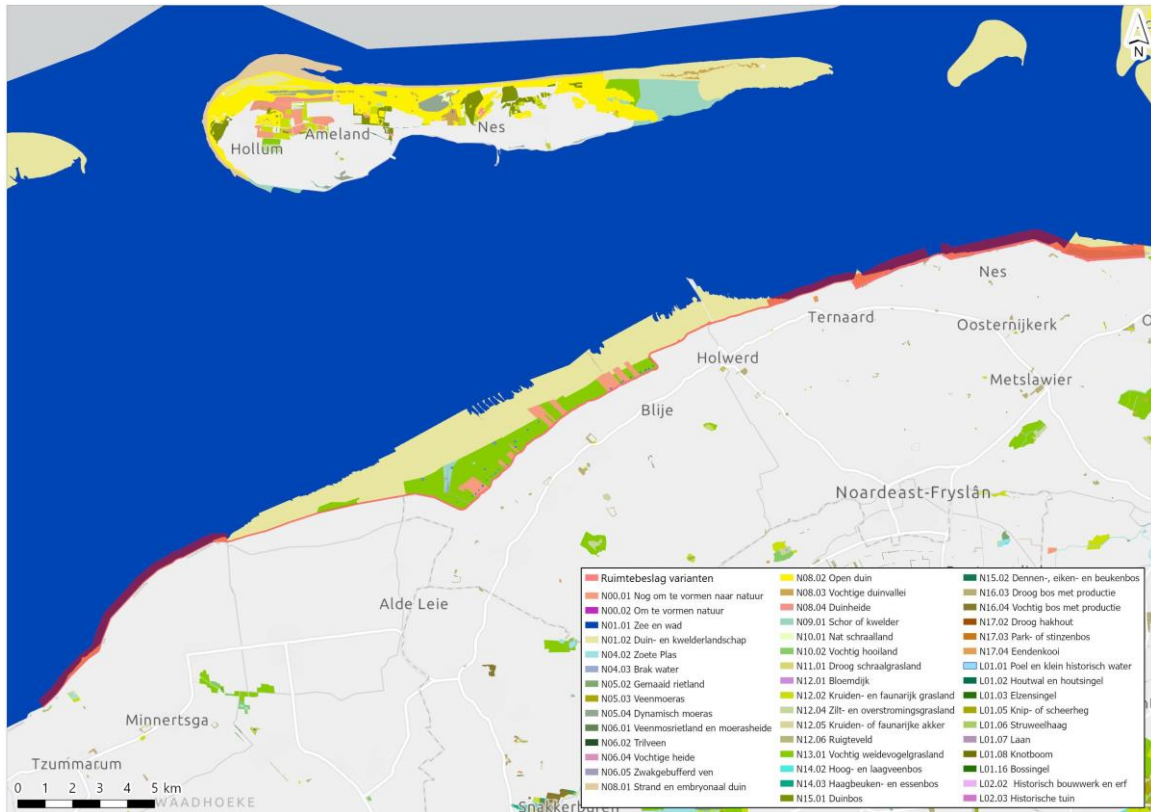 N
Nes
Ameland
Hollum
Nes
Ternaard
Oosternijkerk
Holwerd
Metslawier
Blije
Noardeast-Fryslân
Alde Leie
Minnertsga
Tzummarum
WAADHOEKE
0 1 2 3 4 5 km
Ruimtebeslag varianten
N00.01 Nog om te vormen naar natuur
N00.02 Om te vormen natuur
N01.01 Zee en wad
N01.02 Duin- en kwelderlandschap
N04.02 Zoete Plas
N04.03 Brak water
N05.02 Gemaaid rietland
N05.03 Veenmoeras
N05.04 Dynamisch moeras
N06.01 Veenmosrietland en moerasheide
N06.02 Trilveen
N06.04 Vochtige heide
N06.05 Zwakgebufferd ven
N08.01 Strand en embryonaal duin
N08.02 Open duin
N08.03 Vochtige duinvallei
N08.04 Duinheide
N09.01 Schor of kwelder
N10.01 Nat schraalland
N10.02 Vochtig hooiland
N11.01 Droog schraalgrasland
N12.01 Bloemdijk
N12.02 Kruiden- en faunarijk grasland
N12.04 Zilt- en overstromingsgrasland
N12.05 Kruiden- of faunarijke akker
N12.06 Ruigteveld
N13.01 Vochtig weidevogelgrasland
N14.02 Hoog- en laagveenbos
N14.03 Haagbeuken- en essenbos
N15.01 Duinbos
N15.02 Dennen-, eiken- en beukenbos
N16.03 Droog bos met productie
N16.04 Vochtig bos met productie
N17.02 Droog hakhout
N17.03 Park- of stinzenbos
N17.04 Eendenkooi
L01.01 Poel en klein historisch water
L01.02 Houtwal en houtsingel
L01.03 Elzensingel
L01.05 Knip- of scheerheg
L01.06 Struweelhaag
L01.07 Laan
L01.08 Knotboom
L01.16 Bossingel
L02.02 Historisch bouwwerk en erf
L02.03 Historische tuin